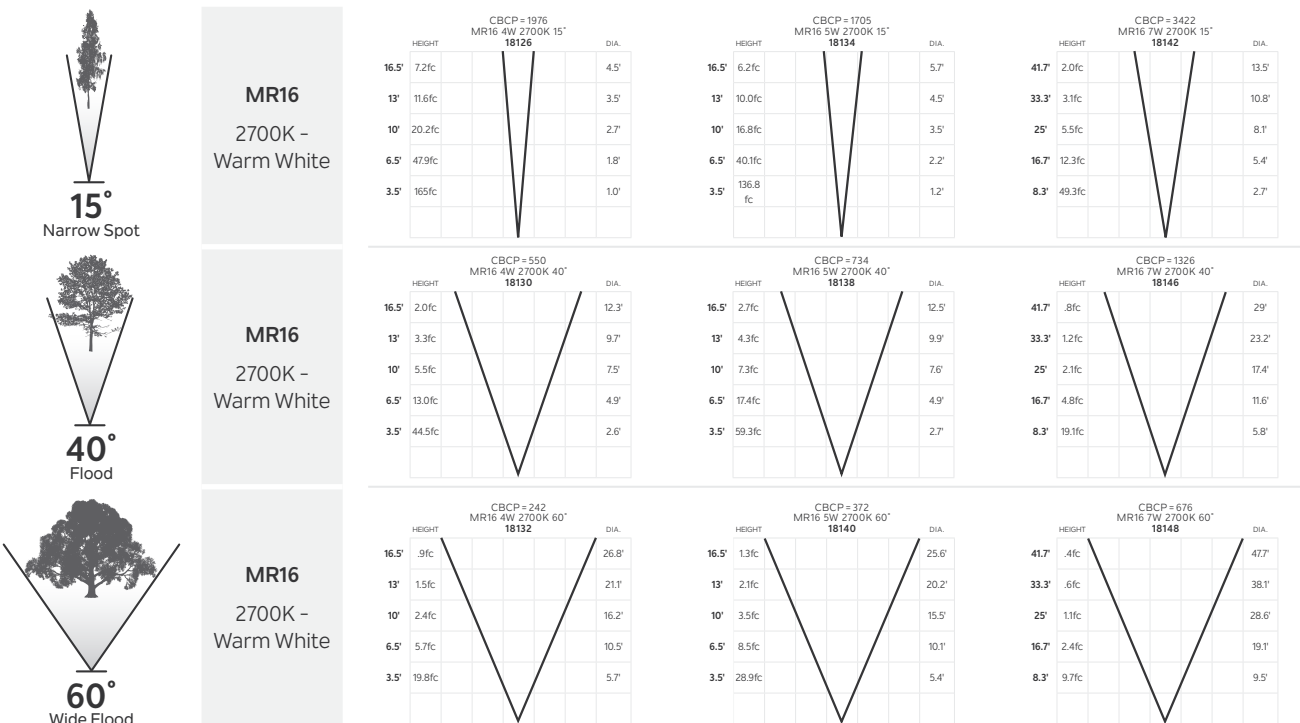 15°
Narrow Spot
MR16
2700K -
Warm White
CBCP = 1976
MR16 4W 2700K 15°
HEIGHT 18126 DIA.
16.5' 7.2fc 4.5'
13' 11.6fc 3.5'
10' 20.2fc 2.7'
6.5' 47.9fc 1.8'
3.5' 165fc 1.0'
CBCP = 1705
MR16 5W 2700K 15°
HEIGHT 18134 DIA.
16.5' 6.2fc 5.7'
13' 10.0fc 4.5'
10' 16.8fc 3.5'
6.5' 40.1fc 2.2'
3.5' 136.8 fc 1.2'
CBCP = 3422
MR16 7W 2700K 15°
HEIGHT 18142 DIA.
41.7' 2.0fc 13.5'
33.3' 3.1fc 10.8'
25' 5.5fc 8.1'
16.7' 12.3fc 5.4'
8.3' 49.3fc 2.7'
40°
Flood
MR16
2700K -
Warm White
CBCP = 550
MR16 4W 2700K 40°
HEIGHT 18130 DIA.
16.5' 2.0fc 12.3'
13' 3.3fc 9.7'
10' 5.5fc 7.5'
6.5' 13.0fc 4.9'
3.5' 44.5fc 2.6'
CBCP = 734
MR16 5W 2700K 40°
HEIGHT 18138 DIA.
16.5' 2.7fc 12.5'
13' 4.3fc 9.9'
10' 7.3fc 7.6'
6.5' 17.4fc 4.9'
3.5' 59.3fc 2.7'
CBCP = 1326
MR16 7W 2700K 40°
HEIGHT 18146 DIA.
41.7' .8fc 29'
33.3' 1.2fc 23.2'
25' 2.1fc 17.4'
16.7' 4.8fc 11.6'
8.3' 19.1fc 5.8'
60°
Wide Flood
MR16
2700K -
Warm White
CBCP = 242
MR16 4W 2700K 60°
HEIGHT 18132 DIA.
16.5' .9fc 26.8'
13' 1.5fc 21.1'
10' 2.4fc 16.2'
6.5' 5.7fc 10.5'
3.5' 19.8fc 5.7'
CBCP = 372
MR16 5W 2700K 60°
HEIGHT 18140 DIA.
16.5' 1.3fc 25.6'
13' 2.1fc 20.2'
10' 3.5fc 15.5'
6.5' 8.5fc 10.1'
3.5' 28.9fc 5.4'
CBCP = 676
MR16 7W 2700K 60°
HEIGHT 18148 DIA.
41.7' .4fc 47.7'
33.3' .6fc 38.1'
25' 1.1fc 28.6'
16.7' 2.4fc 19.1'
8.3' 9.7fc 9.5'